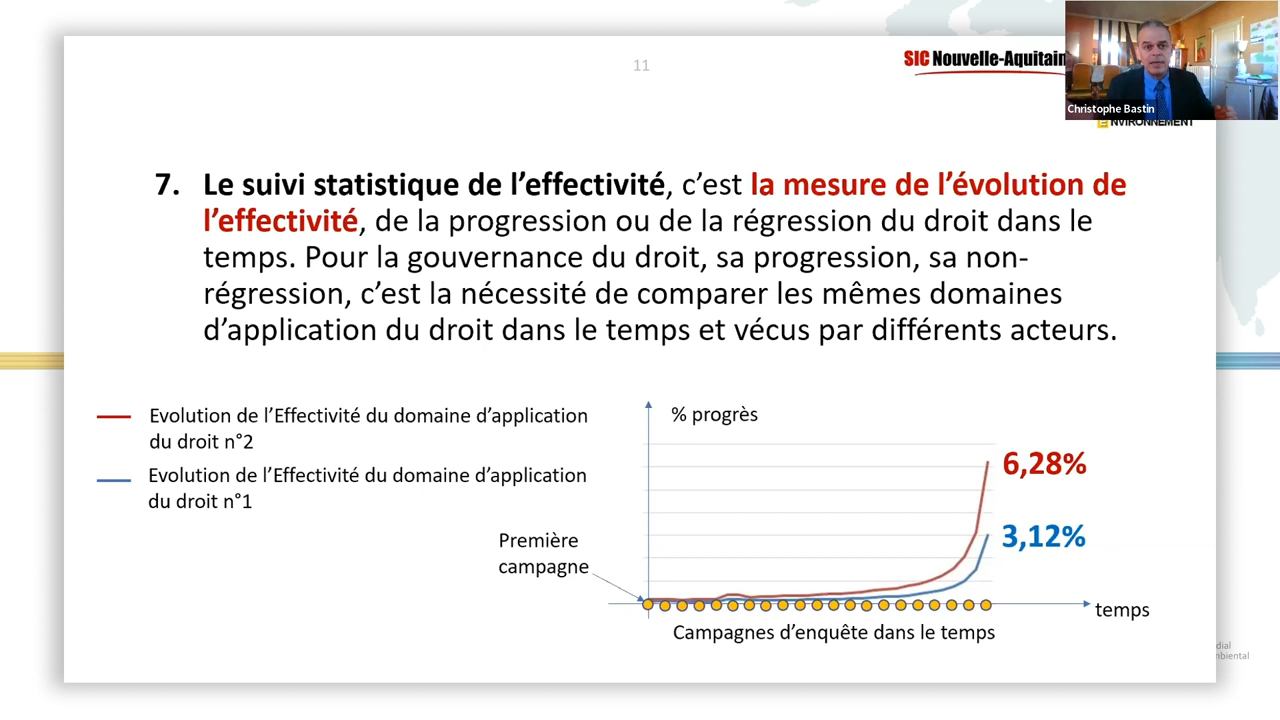 11
SIC Nouvelle-Aquitain
Christophe Bastin
ENVIRONNEMENT
7. Le suivi statistique de l’effectivité, c’est la mesure de l’évolution de
l’effectivité, de la progression ou de la régression du droit dans le
temps. Pour la gouvernance du droit, sa progression, sa non-
régression, c’est la nécessité de comparer les mêmes domaines
d’application du droit dans le temps et vécus par différents acteurs.
Evolution de l’Effectivité du domaine d’application
du droit n°2
Evolution de l’Effectivité du domaine d’application
du droit n°1
% progrès
6,28%
3,12%
Première
campagne
temps
Campagnes d’enquête dans le temps
dial
nbiental